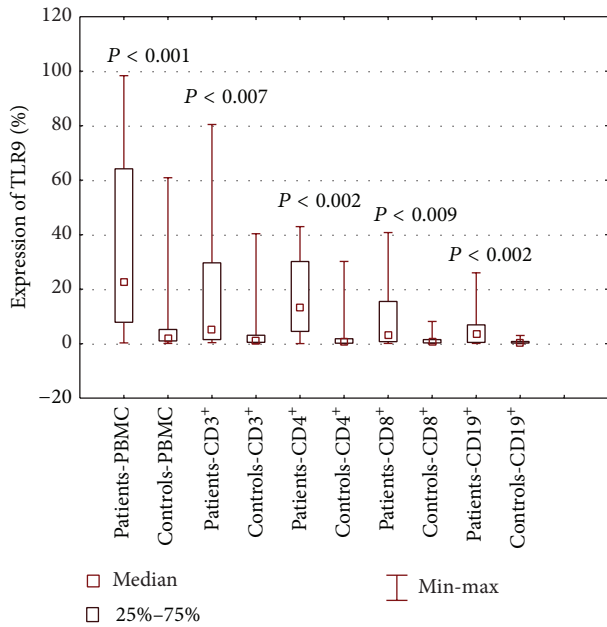 120
100
80
60
40
20
0
−20
Expression of TLR9 (%)
P < 0.001
P < 0.007
P < 0.002
P < 0.009
P < 0.002
Patients-PBMC
Controls-PBMC
Patients-CD3+
Controls-CD3+
Patients-CD4+
Controls-CD4+
Patients-CD8+
Controls-CD8+
Patients-CD19+
Controls-CD19+
Median
25%–75%
Min-max